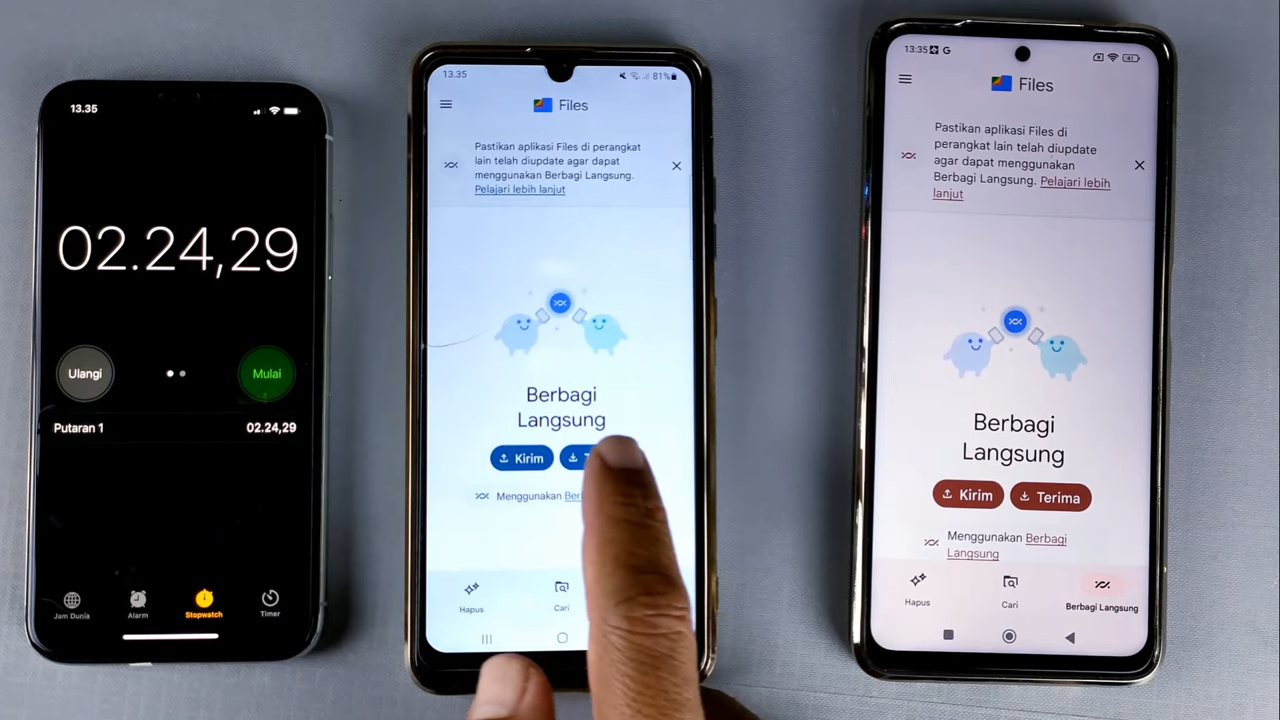 13.35
02.24,29
Ulangi
Mulai
Putaran 1
02.24,29
Jam Dunia
Alarm
Stopwatch
Timer
13.35
81%
Files
Pastikan aplikasi Files di perangkat
lain telah diupdate agar dapat
menggunakan Berbagi Langsung.
Pelajari lebih lanjut
Berbagi
Langsung
Kirim
Menggunakan
Hapus
Cari
13.35 G
41
Files
Pastikan aplikasi Files di
perangkat lain telah diupdate
agar dapat menggunakan
Berbagi Langsung. Pelajari lebih
lanjut
Berbagi
Langsung
Kirim
Terima
Menggunakan Berbagi
Langsung
Hapus
Cari
Berbagi Langsung